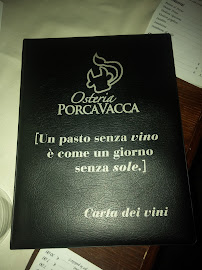 Osteria
PORCAVACCA
[Un pasto senza vino
è come un giorno
senza sole.]
Carta dei vini